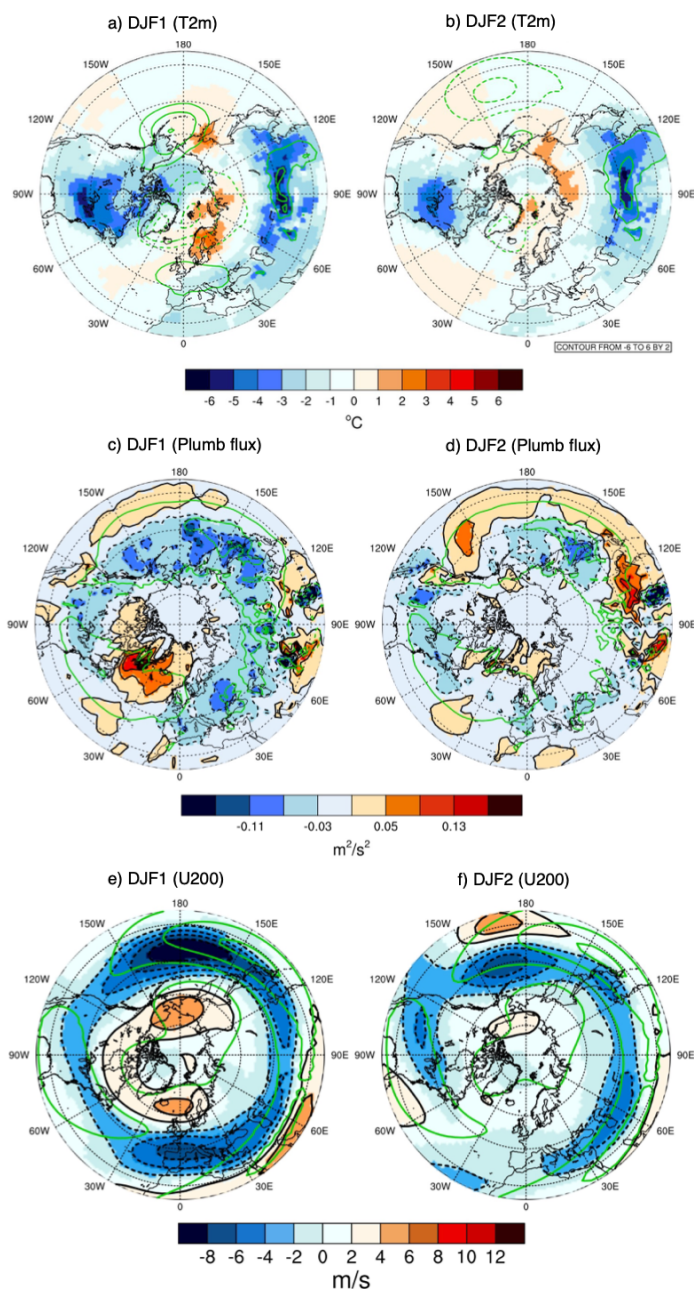 a) DJF1 (T2m)
b) DJF2 (T2m)
180
150W
150E
120W
120E
90W
90E
60W
60E
30W
30E
0
180
150W
150E
120W
120E
90W
90E
60W
60E
30W
30E
0
CONTOUR FROM -6 TO 6 BY 2
-6 -5 -4 -3 -2 -1 0 1 2 3 4 5 6
°C
c) DJF1 (Plumb flux)
d) DJF2 (Plumb flux)
180
150W
150E
120W
120E
90W
90E
60W
60E
30W
30E
0
180
150W
150E
120W
120E
90W
90E
60W
60E
30W
30E
0
-0.11 -0.03 0.05 0.13
m²/s²
e) DJF1 (U200)
f) DJF2 (U200)
180
150W
150E
120W
120E
90W
90E
60W
60E
30W
30E
0
180
150W
150E
120W
120E
90W
90E
60W
60E
30W
30E
0
-8 -6 -4 -2 0 2 4 6 8 10 12
m/s